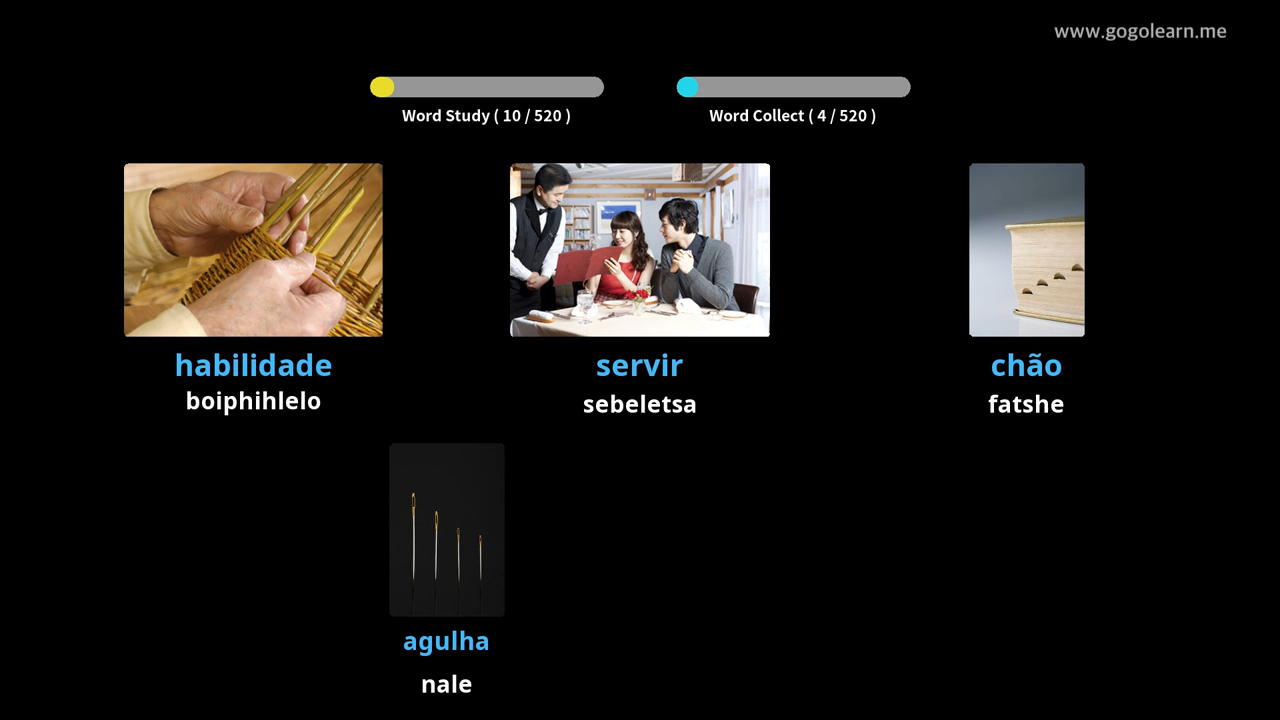 www.gogolearn.me
Word Study ( 10 / 520 )
Word Collect ( 4 / 520 )
habilidade
boiphihlelo
servir
sebeletsa
chão
fatshe
agulha
nale